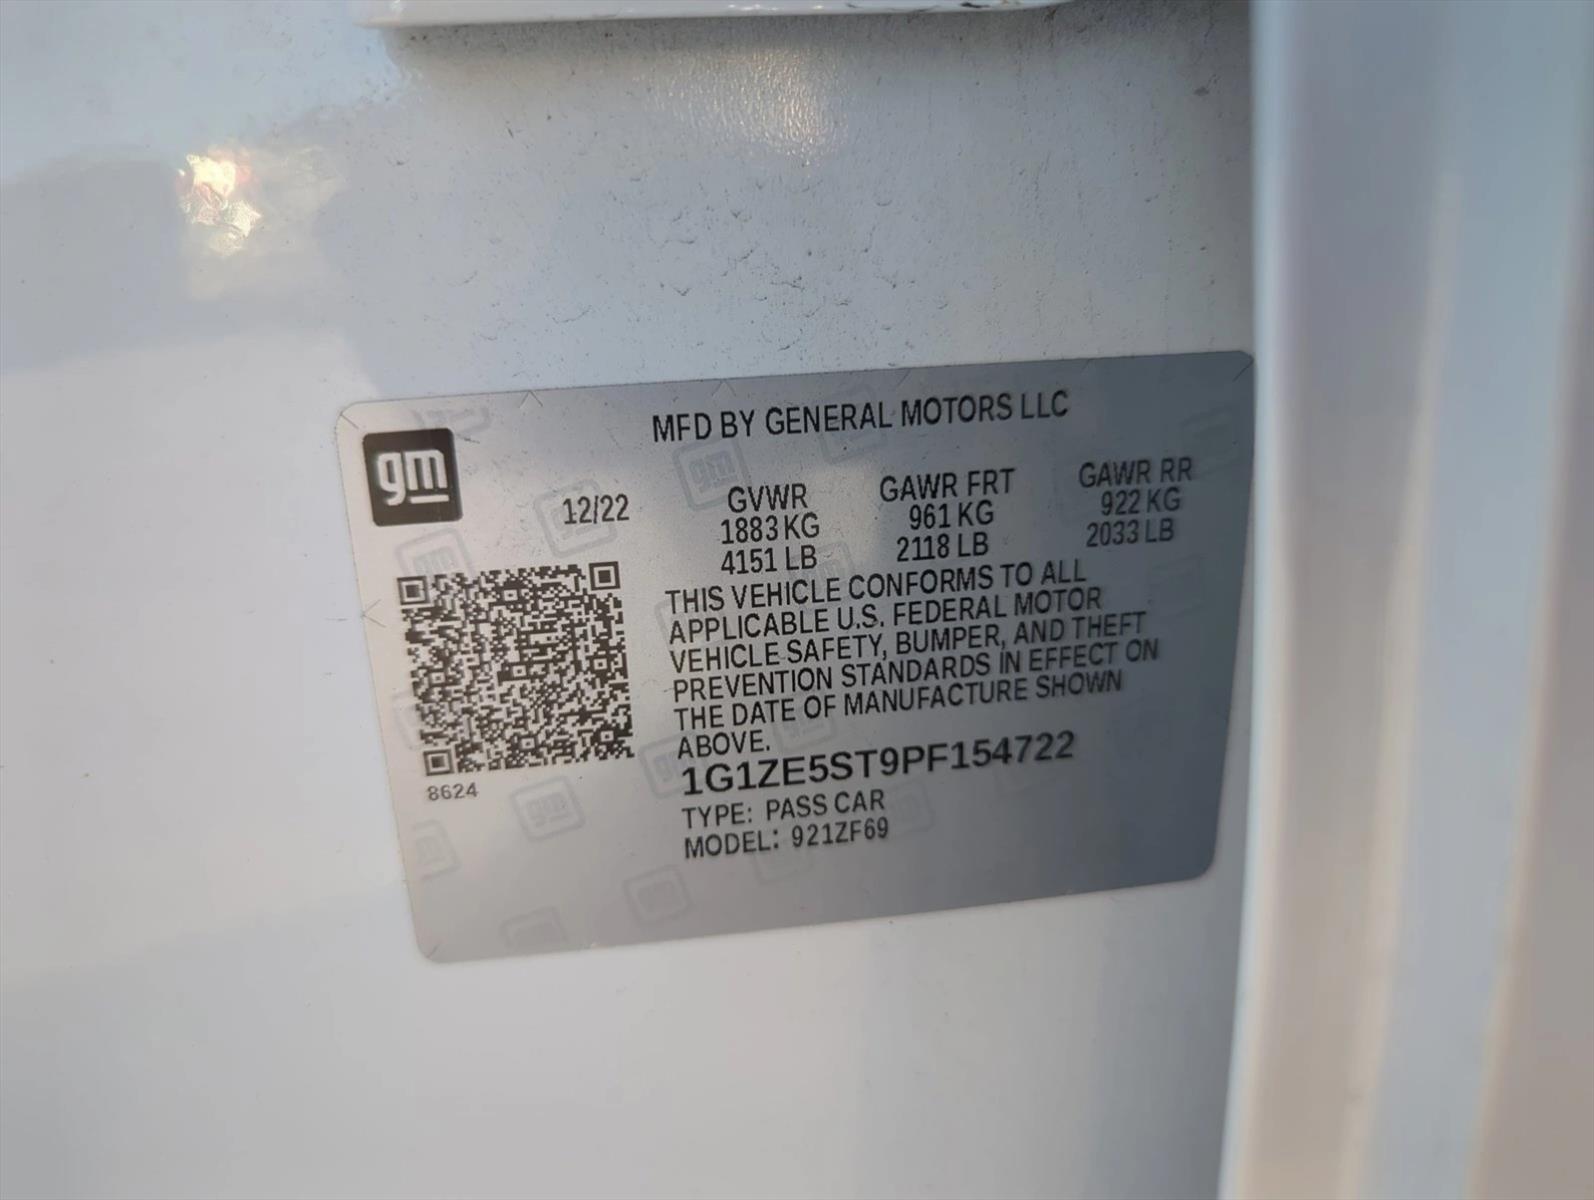 MFD BY GENERAL MOTORS LLC
gm
12/22
GVWR
1883 KG
4151 LB
GAWR FRT
961 KG
2118 LB
GAWR RR
922 KG
2033 LB
THIS VEHICLE CONFORMS TO ALL
APPLICABLE U.S. FEDERAL MOTOR
VEHICLE SAFETY, BUMPER, AND THEFT
PREVENTION STANDARDS IN EFFECT ON
THE DATE OF MANUFACTURE SHOWN
ABOVE.
8624
1G1ZE5ST9PF154722
TYPE: PASS CAR
MODEL: 921ZF69